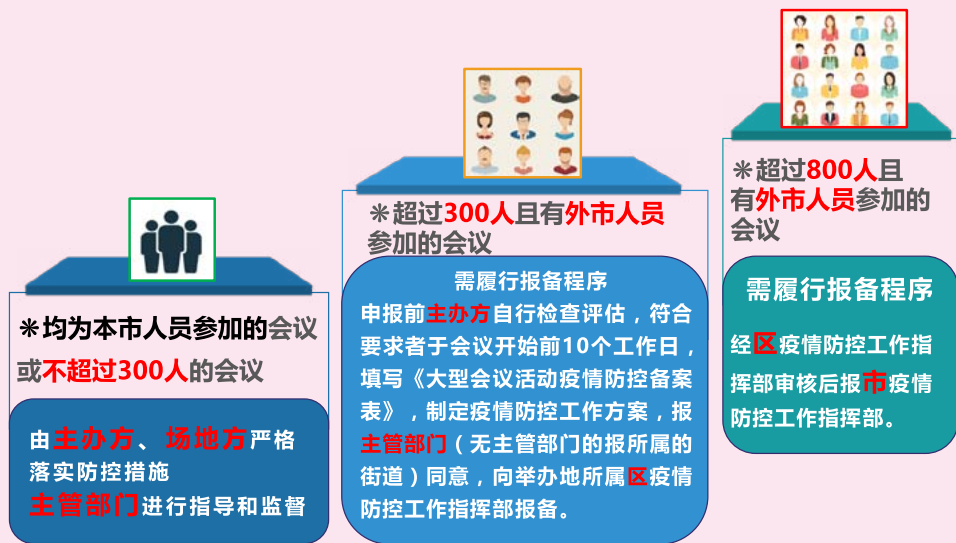 ＊均为本市人员参加的会议
或不超过300人的会议
由主办方、场地方严格
落实防控措施
主管部门进行指导和监督
＊超过300人且有外市人员
参加的会议
需履行报备程序
申报前主办方自行检查评估，符合
要求者于会议开始前10个工作日，
填写《大型会议活动疫情防控备案
表》，制定疫情防控工作方案，报
主管部门（无主管部门的报所属的
街道）同意，向举办地所属区疫情
防控工作指挥部报备。
＊超过800人且
有外市人员参加的
会议
需履行报备程序
经区疫情防控工作指
挥部审核后报市疫情
防控工作指挥部。